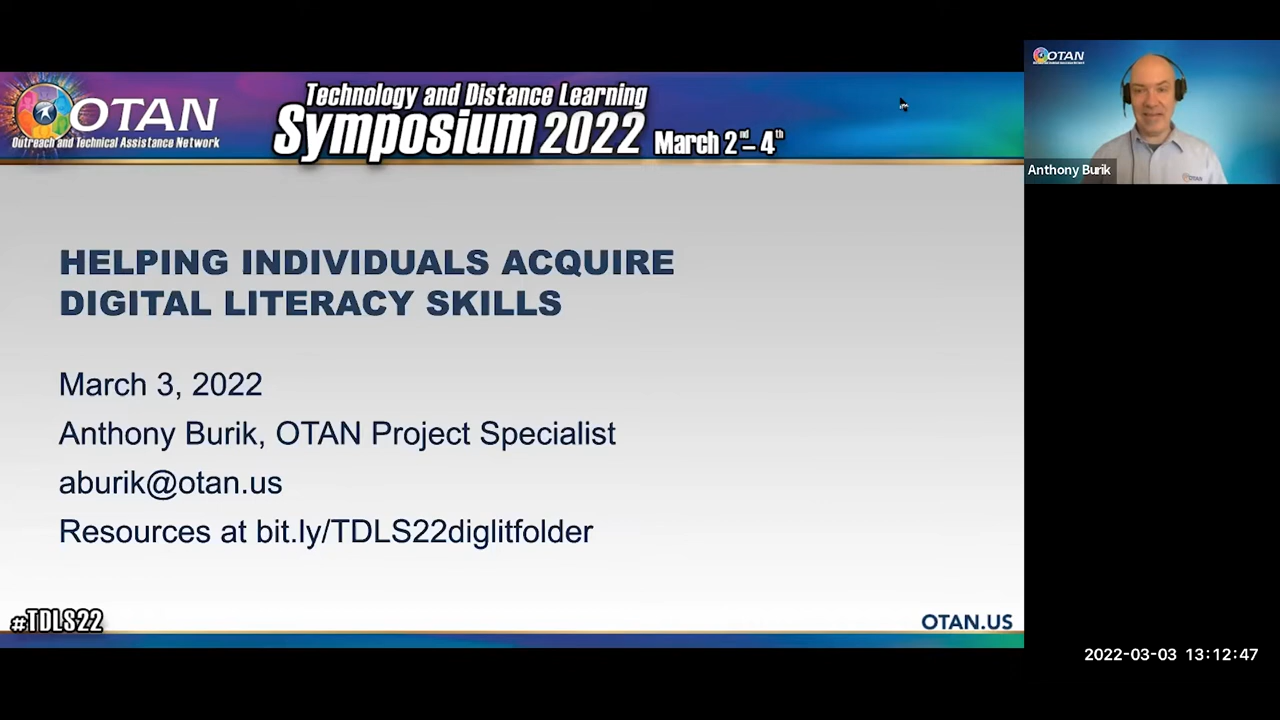 OTAN
Outreach and Technical Assistance Network
Technology and Distance Learning
Symposium 2022 March 2nd – 4th
OTAN
Anthony Burik
OTAN
HELPING INDIVIDUALS ACQUIRE
DIGITAL LITERACY SKILLS
March 3, 2022
Anthony Burik, OTAN Project Specialist
aburik@otan.us
Resources at bit.ly/TDLS22diglitfolder
#TDLS22
OTAN.US
2022-03-03 13:12:47